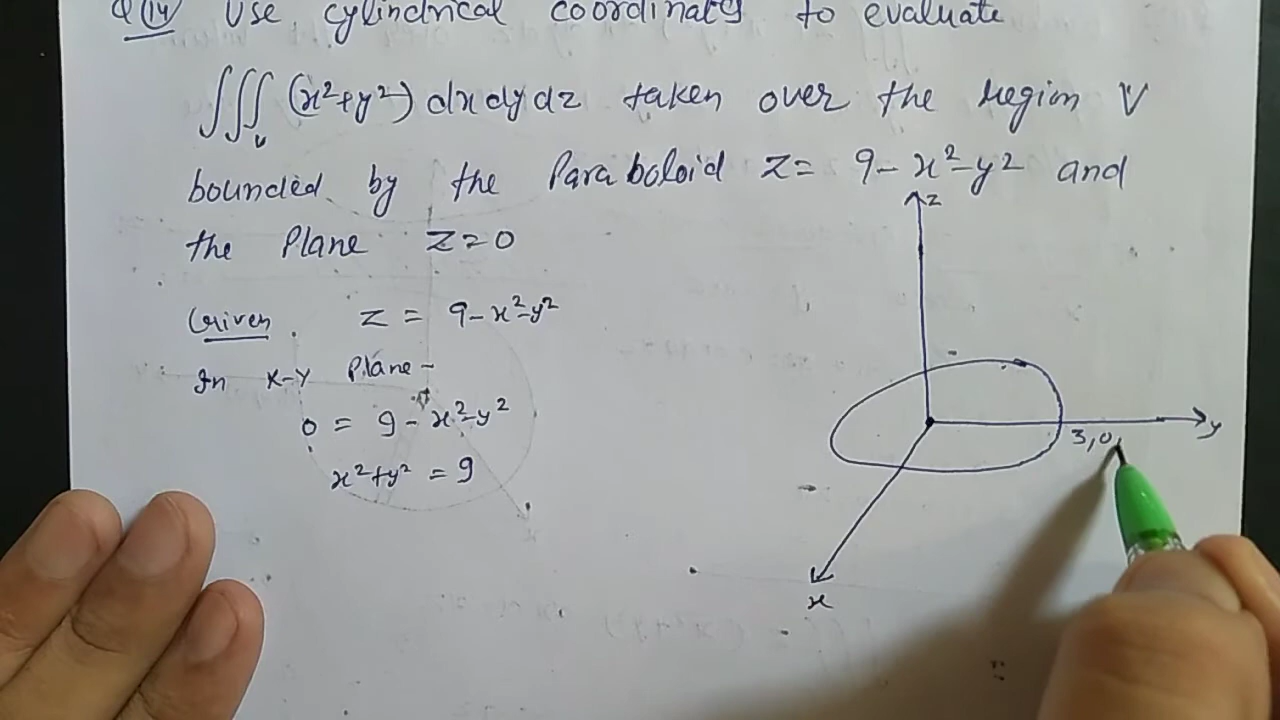 Q 14 Use cylindrical coordinates to evaluate
∭v (x²+y²) dx dy dz taken over the region V
bounded by the Paraboloid z= 9-x²-y² and
the Plane z=0
Given z = 9-x²-y²
In X-Y Plane-
0 = 9-x²-y²
x²+y² = 9
z
y
3,0,
x